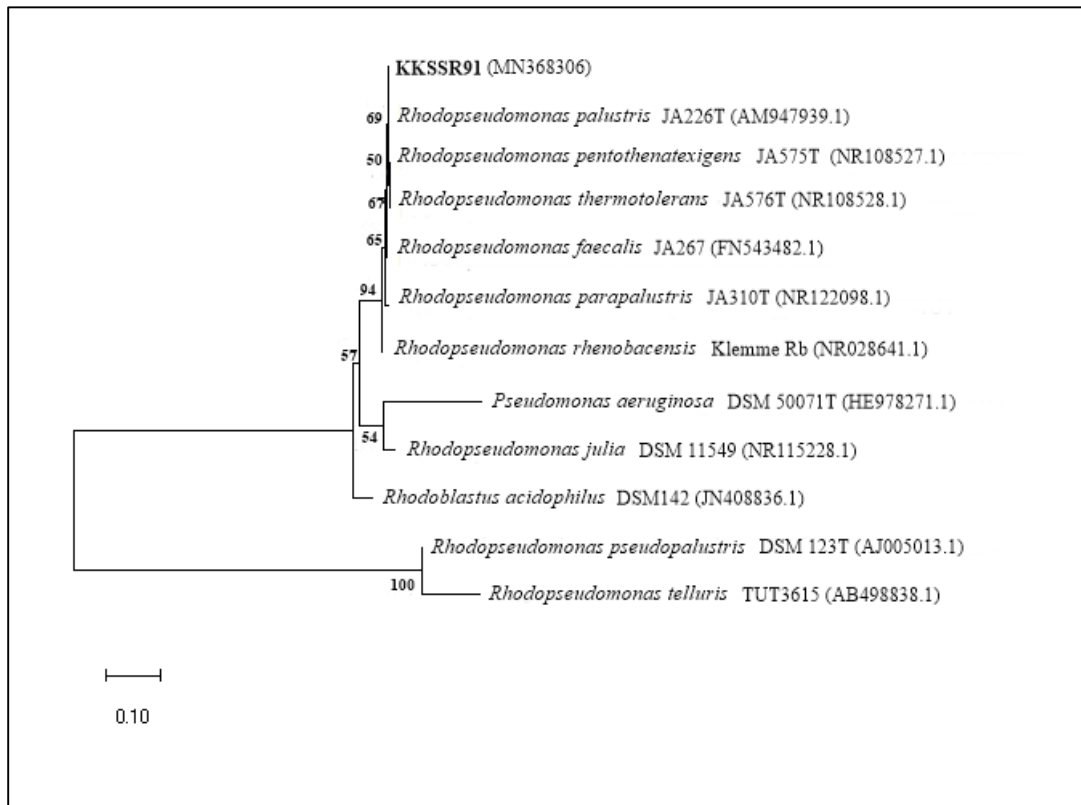 KKSSR91 (MN368306)
69
Rhodopseudomonas palustris JA226T (AM947939.1)
50
Rhodopseudomonas pentothenatexigens JA575T (NR108527.1)
67
Rhodopseudomonas thermotolerans JA576T (NR108528.1)
65
Rhodopseudomonas faecalis JA267 (FN543482.1)
94
Rhodopseudomonas parapalustris JA310T (NR122098.1)
57
Rhodopseudomonas rhenobacensis Klemme Rb (NR028641.1)
Pseudomonas aeruginosa DSM 50071T (HE978271.1)
54
Rhodopseudomonas julia DSM 11549 (NR115228.1)
Rhodoblastus acidophilus DSM142 (JN408836.1)
Rhodopseudomonas pseudopalustris DSM 123T (AJ005013.1)
100
Rhodopseudomonas telluris TUT3615 (AB498838.1)
0.10